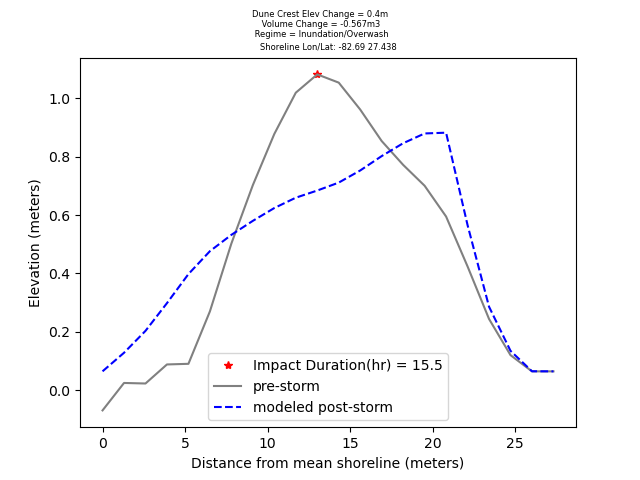 Dune Crest Elev Change = 0.4m
Volume Change = -0.567m3
Regime = Inundation/Overwash
Shoreline Lon/Lat: -82.69 27.438
1.0
0.8
0.6
0.4
0.2
0.0
Elevation (meters)
Impact Duration(hr) = 15.5
pre-storm
modeled post-storm
0 5 10 15 20 25
Distance from mean shoreline (meters)